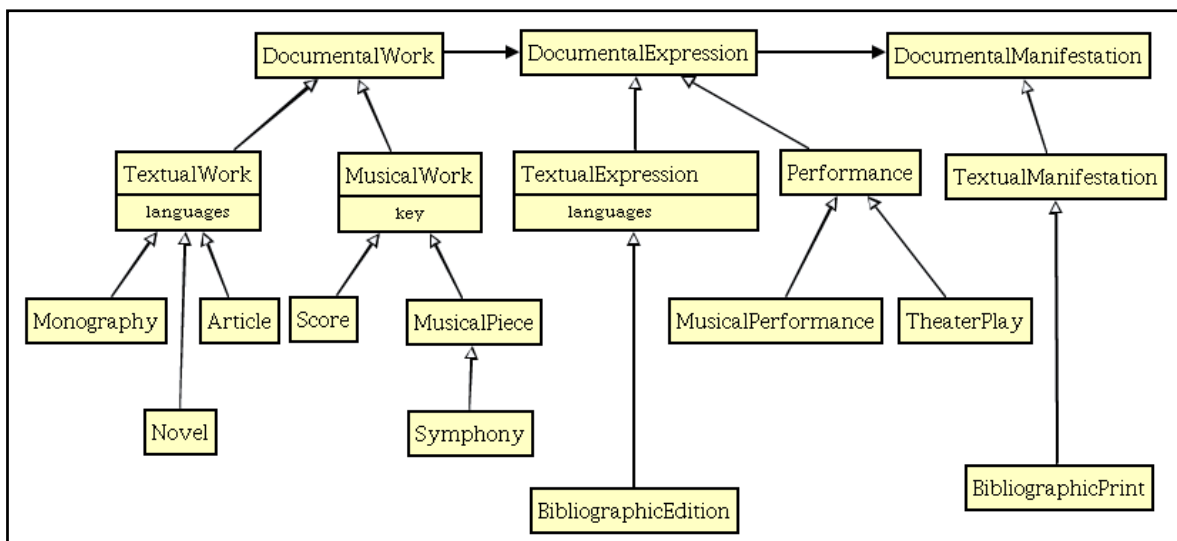 DocumentalWork
DocumentalExpression
DocumentalManifestation
TextualWork
languages
MusicalWork
key
TextualExpression
languages
Performance
TextualManifestation
Monography
Article
Score
MusicalPiece
MusicalPerformance
TheaterPlay
Novel
Symphony
BibliographicEdition
BibliographicPrint